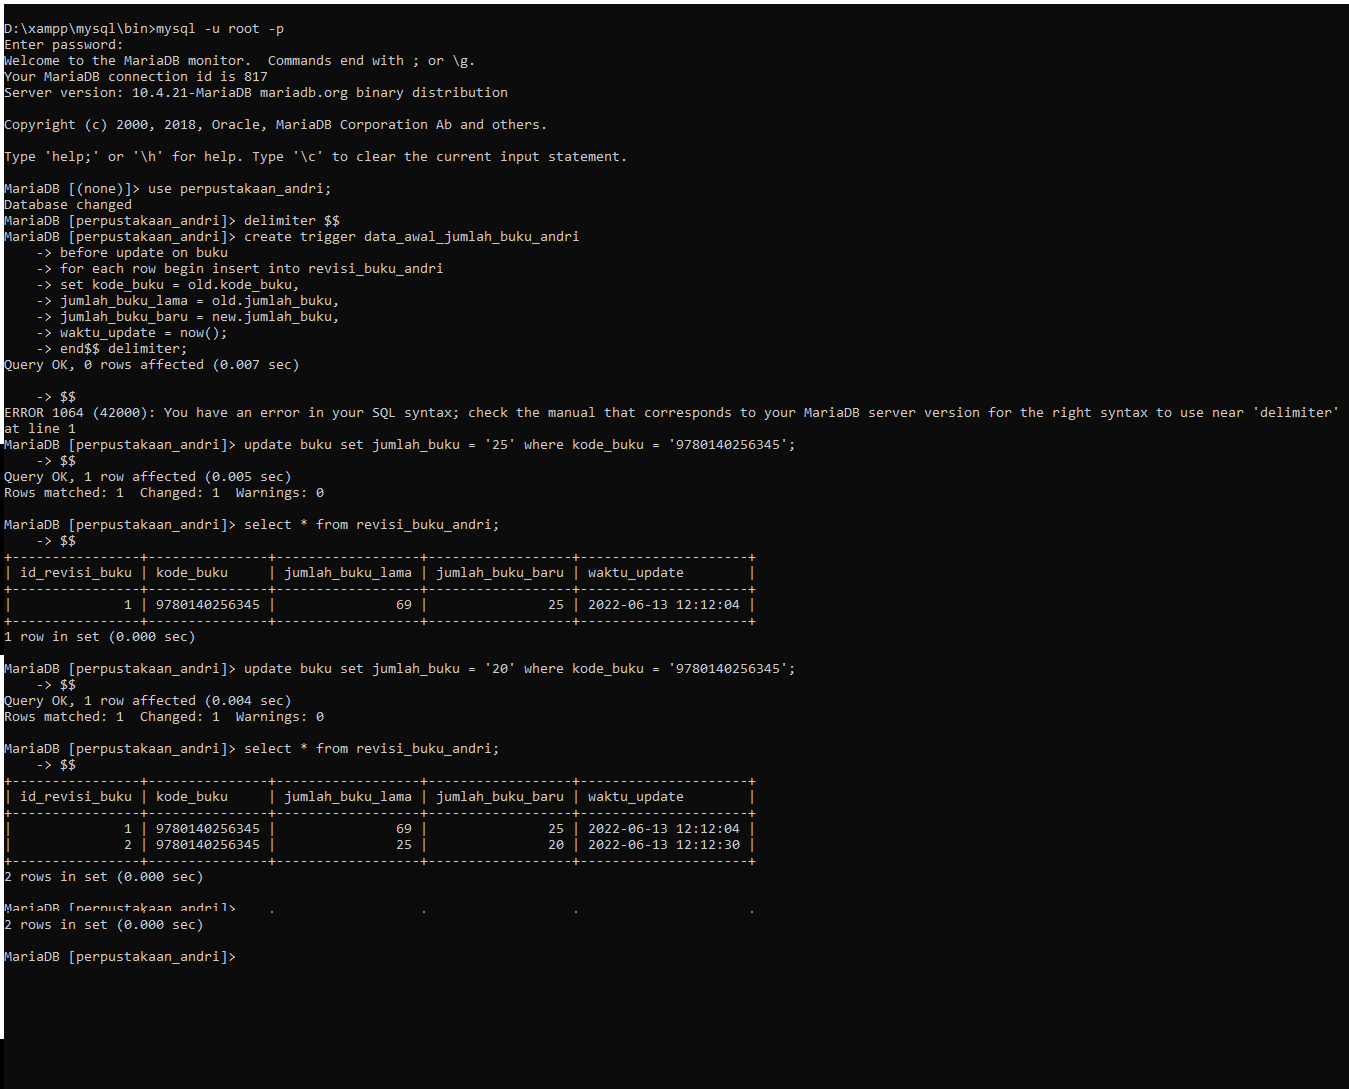 D:\xampp\mysql\bin>mysql -u root -p
Enter password:
Welcome to the MariaDB monitor.  Commands end with ; or \g.
Your MariaDB connection id is 817
Server version: 10.4.21-MariaDB mariadb.org binary distribution
Copyright (c) 2000, 2018, Oracle, MariaDB Corporation Ab and others.
Type 'help;' or '\h' for help. Type '\c' to clear the current input statement.
MariaDB [(none)]> use perpustakaan_andri;
Database changed
MariaDB [perpustakaan_andri]> delimiter $$
MariaDB [perpustakaan_andri]> create trigger data_awal_jumlah_buku_andri
    -> before update on buku
    -> for each row begin insert into revisi_buku_andri
    -> set kode_buku = old.kode_buku,
    -> jumlah_buku_lama = old.jumlah_buku,
    -> jumlah_buku_baru = new.jumlah_buku,
    -> waktu_update = now();
    -> end$$ delimiter;
Query OK, 0 rows affected (0.007 sec)
    -> $$
ERROR 1064 (42000): You have an error in your SQL syntax; check the manual that corresponds to your MariaDB server version for the right syntax to use near 'delimiter'
at line 1
MariaDB [perpustakaan_andri]> update buku set jumlah_buku = '25' where kode_buku = '9780140256345';
    -> $$
Query OK, 1 row affected (0.005 sec)
Rows matched: 1  Changed: 1  Warnings: 0
MariaDB [perpustakaan_andri]> select * from revisi_buku_andri;
    -> $$
+----------------+---------------+------------------+------------------+---------------------+
| id_revisi_buku | kode_buku     | jumlah_buku_lama | jumlah_buku_baru | waktu_update        |
+----------------+---------------+------------------+------------------+---------------------+
|              1 | 9780140256345 |               69 |               25 | 2022-06-13 12:12:04 |
+----------------+---------------+------------------+------------------+---------------------+
1 row in set (0.000 sec)
MariaDB [perpustakaan_andri]> update buku set jumlah_buku = '20' where kode_buku = '9780140256345';
    -> $$
Query OK, 1 row affected (0.004 sec)
Rows matched: 1  Changed: 1  Warnings: 0
MariaDB [perpustakaan_andri]> select * from revisi_buku_andri;
    -> $$
+----------------+---------------+------------------+------------------+---------------------+
| id_revisi_buku | kode_buku     | jumlah_buku_lama | jumlah_buku_baru | waktu_update        |
+----------------+---------------+------------------+------------------+---------------------+
|              1 | 9780140256345 |               69 |               25 | 2022-06-13 12:12:04 |
|              2 | 9780140256345 |               25 |               20 | 2022-06-13 12:12:30 |
+----------------+---------------+------------------+------------------+---------------------+
2 rows in set (0.000 sec)
MariaDB [perpustakaan_andri]>
2 rows in set (0.000 sec)
MariaDB [perpustakaan_andri]>